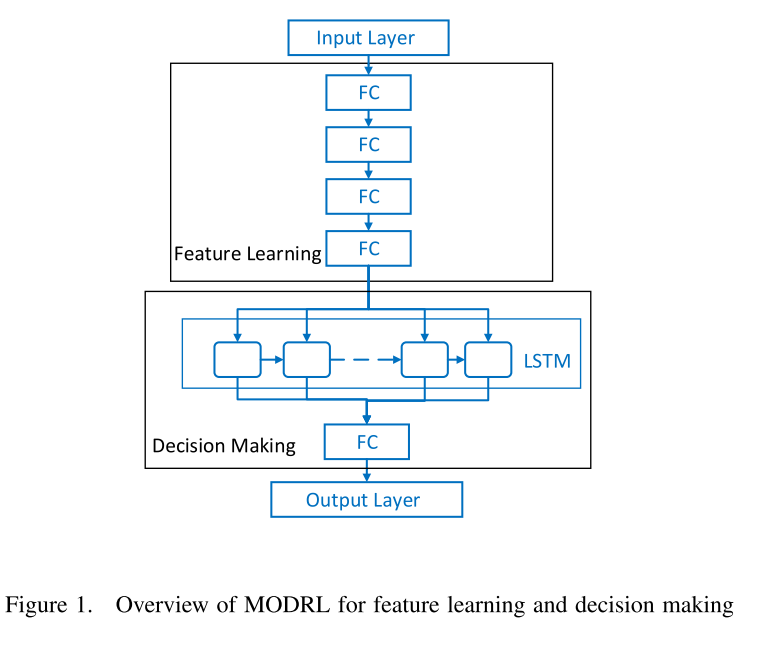 Input Layer
FC
FC
FC
FC
Feature Learning
LSTM
FC
Decision Making
Output Layer
Figure 1. Overview of MODRL for feature learning and decision making